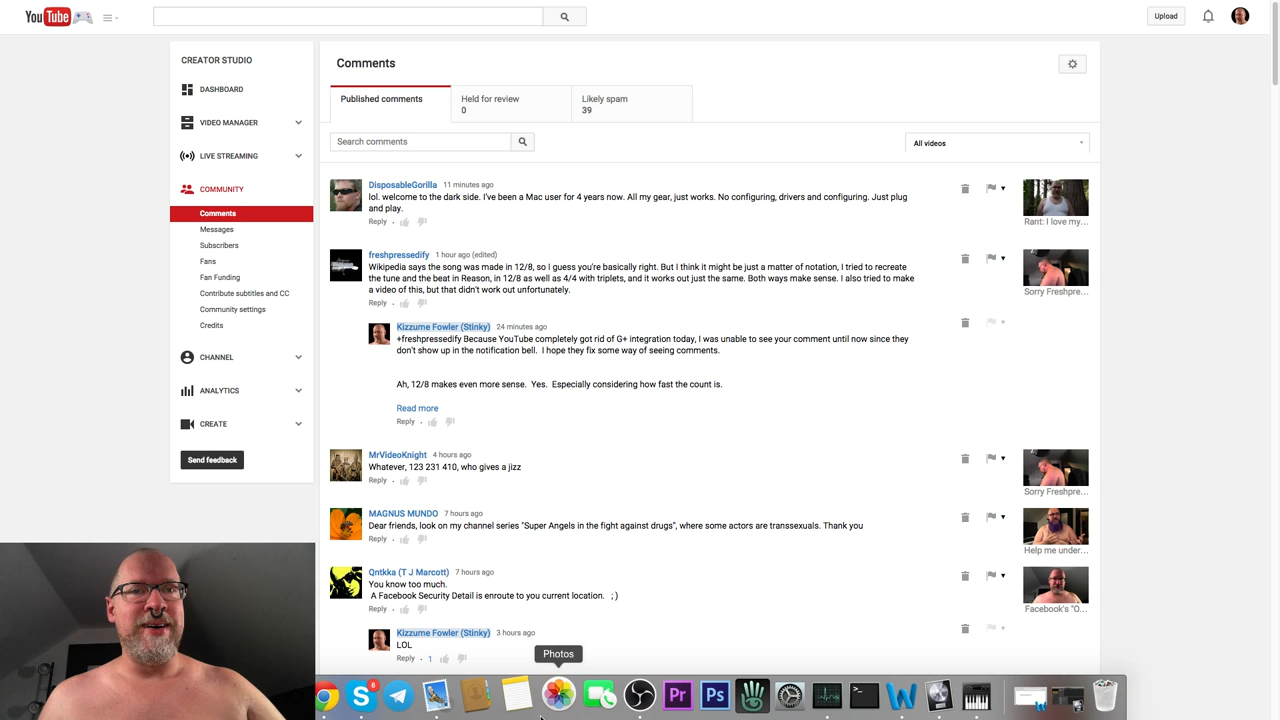 YouTube
Upload
CREATOR STUDIO
DASHBOARD
VIDEO MANAGER
LIVE STREAMING
COMMUNITY
Comments
Messages
Subscribers
Fans
Fan Funding
Contribute subtitles and CC
Community settings
Credits
CHANNEL
ANALYTICS
CREATE
Send feedback
Comments
Published comments
Held for review
0
Likely spam
39
Search comments
All videos
DisposableGorilla 11 minutes ago
lol. welcome to the dark side. I've been a Mac user for 4 years now. All my gear, just works. No configuring, drivers and configuring. Just plug
and play.
Reply
Rant: I love my...
freshpressedify 1 hour ago (edited)
Wikipedia says the song was made in 12/8, so I guess you're basically right. But I think it might be just a matter of notation, I tried to recreate
the tune and the beat in Reason, in 12/8 as well as 4/4 with triplets, and it works out just the same. Both ways make sense. I also tried to make
a video of this, but that didn't work out unfortunately.
Reply
Sorry Freshpre...
Kizzume Fowler (Stinky) 24 minutes ago
+freshpressedify Because YouTube completely got rid of G+ integration today, I was unable to see your comment until now since they
don't show up in the notification bell. I hope they fix some way of seeing comments.
Ah, 12/8 makes even more sense. Yes. Especially considering how fast the count is.
Read more
Reply
MrVideoKnight 4 hours ago
Whatever, 123 231 410, who gives a jizz
Reply
Sorry Freshpre...
MAGNUS MUNDO 7 hours ago
Dear friends, look on my channel series "Super Angels in the fight against drugs", where some actors are transsexuals. Thank you
Reply
Help me under...
Qntkka (T J Marcott) 7 hours ago
You know too much.
A Facebook Security Detail is enroute to you current location. ; )
Reply
Facebook's "O...
Kizzume Fowler (Stinky) 3 hours ago
LOL
Reply 1
Photos
S
6
Pr
Ps
W